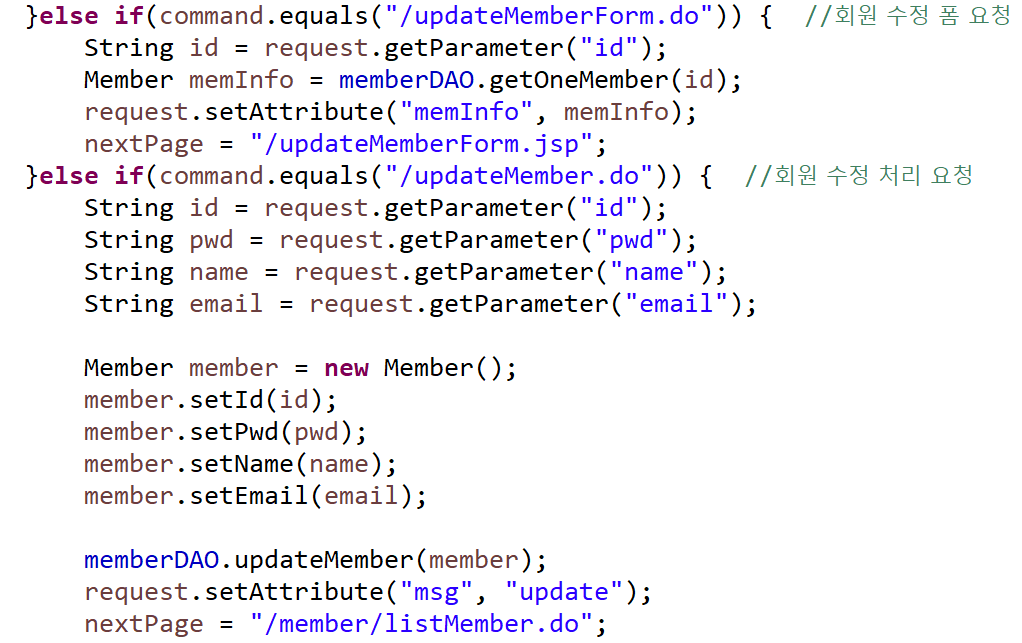 }else if(command.equals("/updateMemberForm.do")) {  //회원 수정 폼 요청
    String id = request.getParameter("id");
    Member memInfo = memberDAO.getOneMember(id);
    request.setAttribute("memInfo", memInfo);
    nextPage = "/updateMemberForm.jsp";
}else if(command.equals("/updateMember.do")) {  //회원 수정 처리 요청
    String id = request.getParameter("id");
    String pwd = request.getParameter("pwd");
    String name = request.getParameter("name");
    String email = request.getParameter("email");

    Member member = new Member();
    member.setId(id);
    member.setPwd(pwd);
    member.setName(name);
    member.setEmail(email);

    memberDAO.updateMember(member);
    request.setAttribute("msg", "update");
    nextPage = "/member/listMember.do";